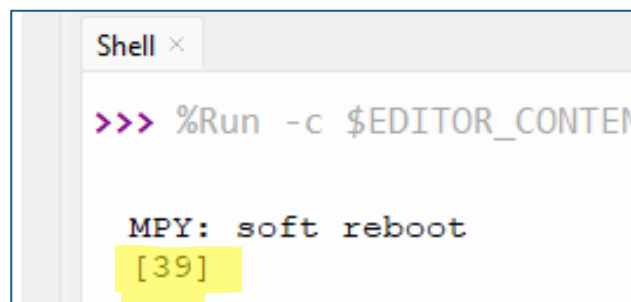 Shell ×
>>> %Run -c $EDITOR_CONTEN
MPY: soft reboot
[39]